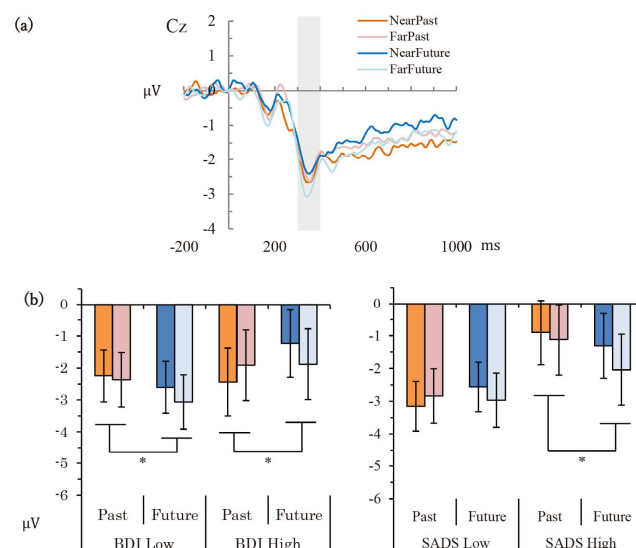 (a)
Cz
NearPast
FarPast
NearFuture
FarFuture
μV
2
1
0
-1
-2
-3
-4
-200
200
600
1000
ms
(b)
0
-1
-2
-3
-4
-5
-6
μV
*
*
Past
Future
Past
Future
BDI Low
BDI High
0
-1
-2
-3
-4
-5
-6
*
Past
Future
Past
Future
SADS Low
SADS High